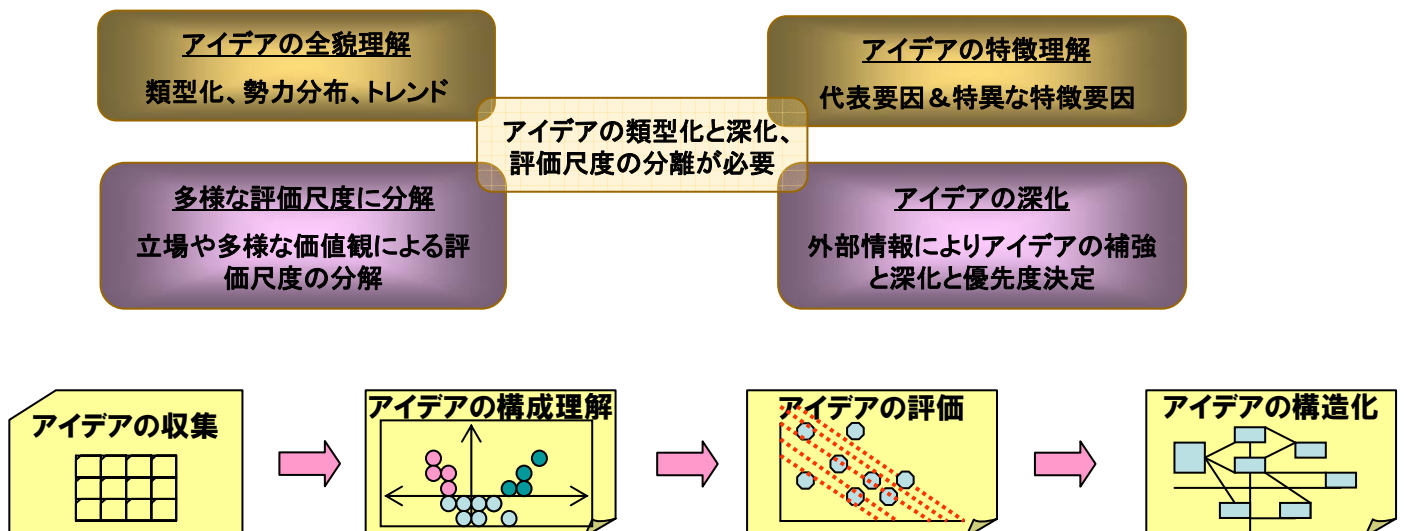 アイデアの全貌理解
類型化、勢力分布、トレンド
アイデアの特徴理解
代表要因＆特異な特徴要因
アイデアの類型化と深化、
評価尺度の分離が必要
多様な評価尺度に分解
立場や多様な価値観による評
価尺度の分解
アイデアの深化
外部情報によりアイデアの補強
と深化と優先度決定
アイデアの収集
アイデアの構成理解
アイデアの評価
アイデアの構造化